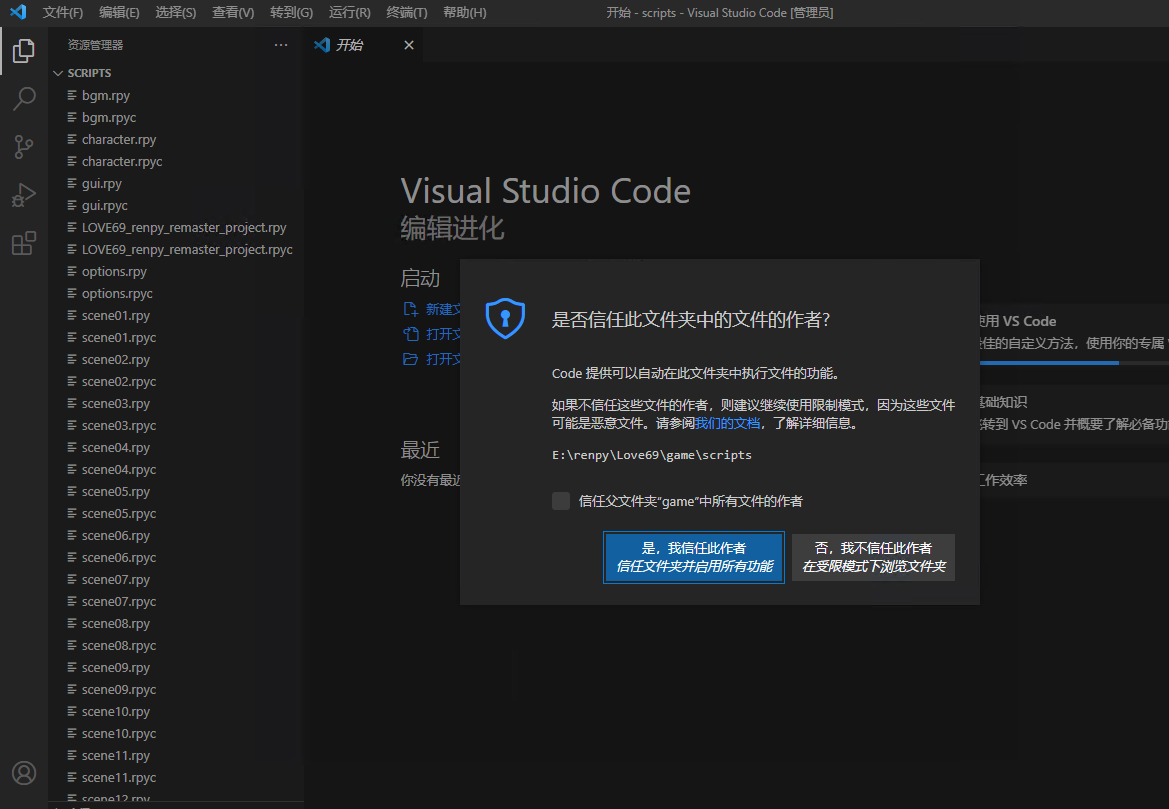 文件(F) 编辑(E) 选择(S) 查看(V) 转到(G) 运行(R) 终端(T) 帮助(H) 开始 - scripts - Visual Studio Code [管理员]
资源管理器 ···
开始
SCRIPTS
bgm.rpy
bgm.rpyc
character.rpy
character.rpyc
gui.rpy
gui.rpyc
LOVE69_renpy_remaster_project.rpy
LOVE69_renpy_remaster_project.rpyc
options.rpy
options.rpyc
scene01.rpy
scene01.rpyc
scene02.rpy
scene02.rpyc
scene03.rpy
scene03.rpyc
scene04.rpy
scene04.rpyc
scene05.rpy
scene05.rpyc
scene06.rpy
scene06.rpyc
scene07.rpy
scene07.rpyc
scene08.rpy
scene08.rpyc
scene09.rpy
scene09.rpyc
scene10.rpy
scene10.rpyc
scene11.rpy
scene11.rpyc
scene12.rpy
Visual Studio Code
编辑进化
启动
新建文
打开文
打开文
最近
你没有最近
使用 VS Code
佳的自定义方法，使用你的专属
基础知识
转到 VS Code 并概要了解必备功
工作效率
是否信任此文件夹中的文件的作者?
Code 提供可以自动在此文件夹中执行文件的功能。
如果不信任这些文件的作者，则建议继续使用限制模式，因为这些文件
可能是恶意文件。请参阅我们的文档，了解详细信息。
E:\renpy\Love69\game\scripts
信任父文件夹“game”中所有文件的作者
是，我信任此作者
信任文件夹并启用所有功能
否，我不信任此作者
在受限模式下浏览文件夹